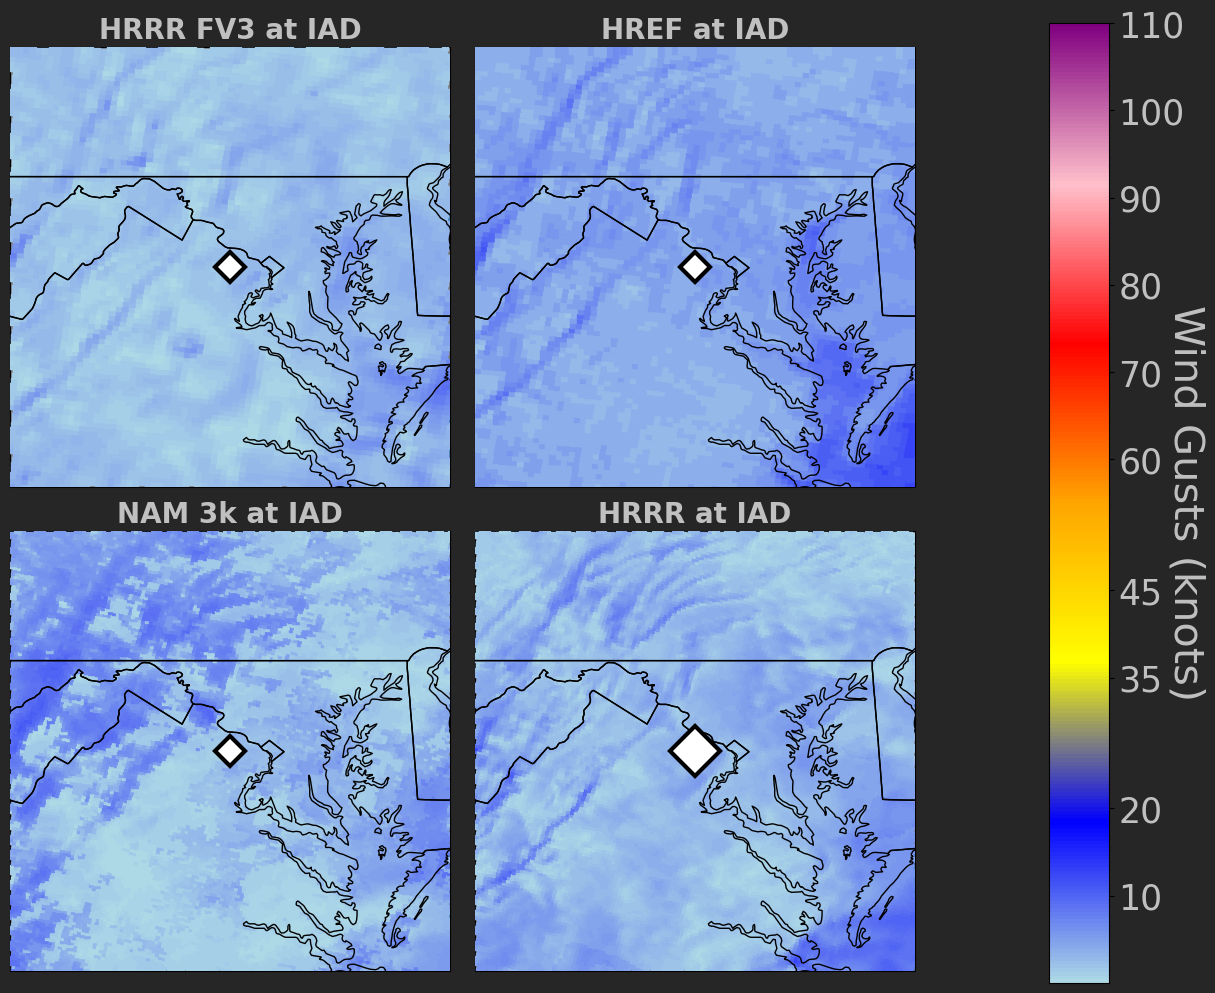 HRRR FV3 at IAD
HREF at IAD
NAM 3k at IAD
HRRR at IAD
110
100
90
80
70
60
45
35
20
10
Wind Gusts (knots)